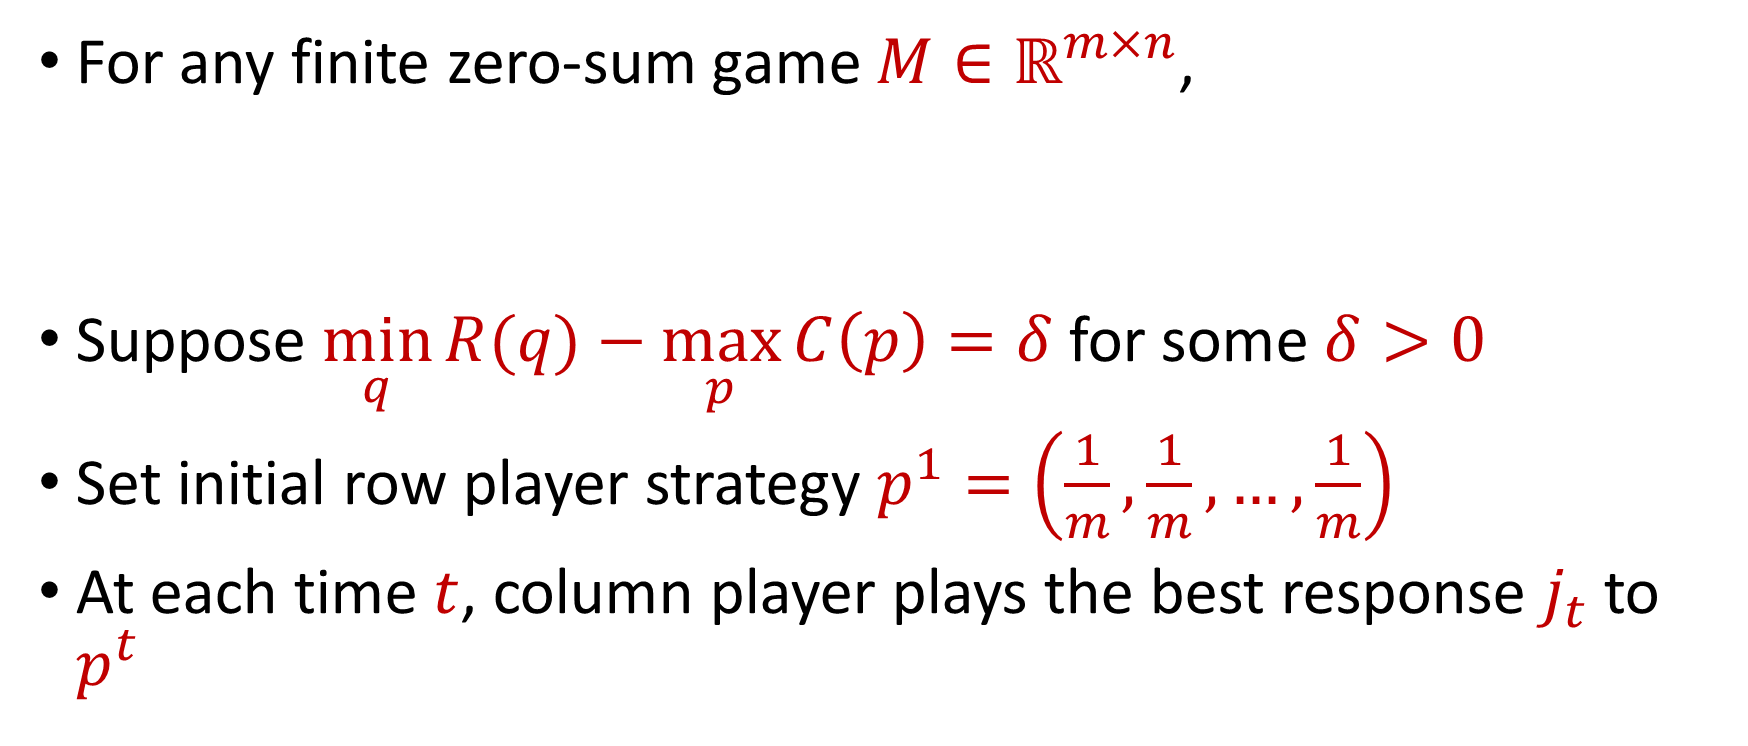 • For any finite zero-sum game M ∈ ℝ^{m×n},
• Suppose min_q R(q) − max_p C(p) = δ for some δ > 0
• Set initial row player strategy p^1 = (1/m, 1/m, …, 1/m)
• At each time t, column player plays the best response j_t to
p^t